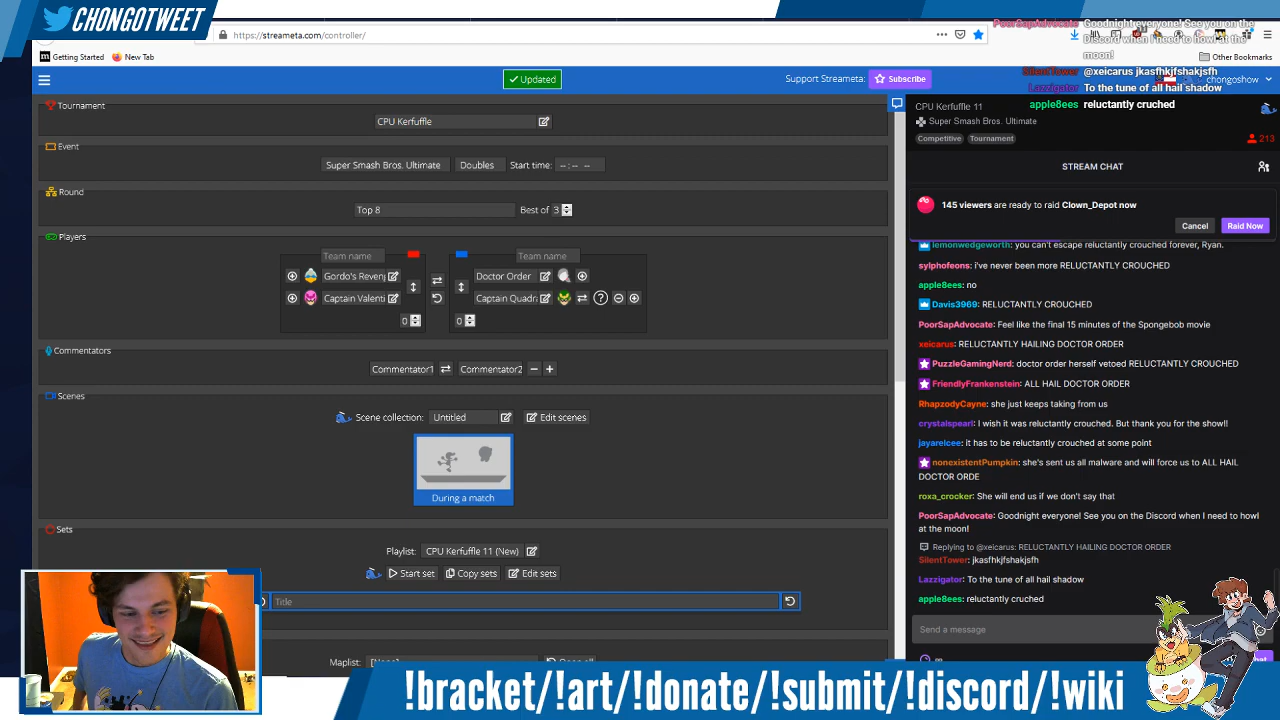 CHONGOTWEET
https://streameta.com/controller/
Getting Started
New Tab
Other Bookmarks
PoorSapAdvocate Goodnight everyone! See you on the
Discord when I need to howl at the
moon!
SilentTower @xeicarus jkasfhkjfshakjsfh
Lazzigator To the tune of all hail shadow
apple8ees reluctantly cruched
Updated
Support Streameta:
Subscribe
chongoshow
Tournament
CPU Kerfuffle
Event
Super Smash Bros. Ultimate
Doubles
Start time:
--:-- --
Round
Top 8
Best of 3
Players
Team name
Team name
Gordo's Reveng
Doctor Order
Captain Valenti
Captain Quadr
0
0
Commentators
Commentator1
Commentator2
Scenes
Scene collection:
Untitled
Edit scenes
During a match
Sets
Playlist:
CPU Kerfuffle 11 (New)
Start set
Copy sets
Edit sets
Title
Maplist:
[None]
CPU Kerfuffle 11
Super Smash Bros. Ultimate
Competitive
Tournament
213
STREAM CHAT
145 viewers are ready to raid Clown_Depot now
Cancel
Raid Now
lemonwedgeworth: you can't escape reluctantly crouched forever, Ryan.
sylphofeons: i've never been more RELUCTANTLY CROUCHED
apple8ees: no
Davis3969: RELUCTANTLY CROUCHED
PoorSapAdvocate: Feel like the final 15 minutes of the Spongebob movie
xeicarus: RELUCTANTLY HAILING DOCTOR ORDER
PuzzleGamingNerd: doctor order herself vetoed RELUCTANTLY CROUCHED
FriendlyFrankenstein: ALL HAIL DOCTOR ORDER
RhapzodyCayne: she just keeps taking from us
crystalspearl: I wish it was reluctantly crouched. But thank you for the show!!
jayarelcee: it has to be reluctantly crouched at some point
nonexistentPumpkin: she's sent us all malware and will force us to ALL HAIL
DOCTOR ORDE
roxa_crocker: She will end us if we don't say that
PoorSapAdvocate: Goodnight everyone! See you on the Discord when I need to howl
at the moon!
Replying to @xeicarus: RELUCTANTLY HAILING DOCTOR ORDER
SilentTower: jkasfhkjfshakjsfh
Lazzigator: To the tune of all hail shadow
apple8ees: reluctantly cruched
Send a message
!bracket/!art/!donate/!submit/!discord/!wiki